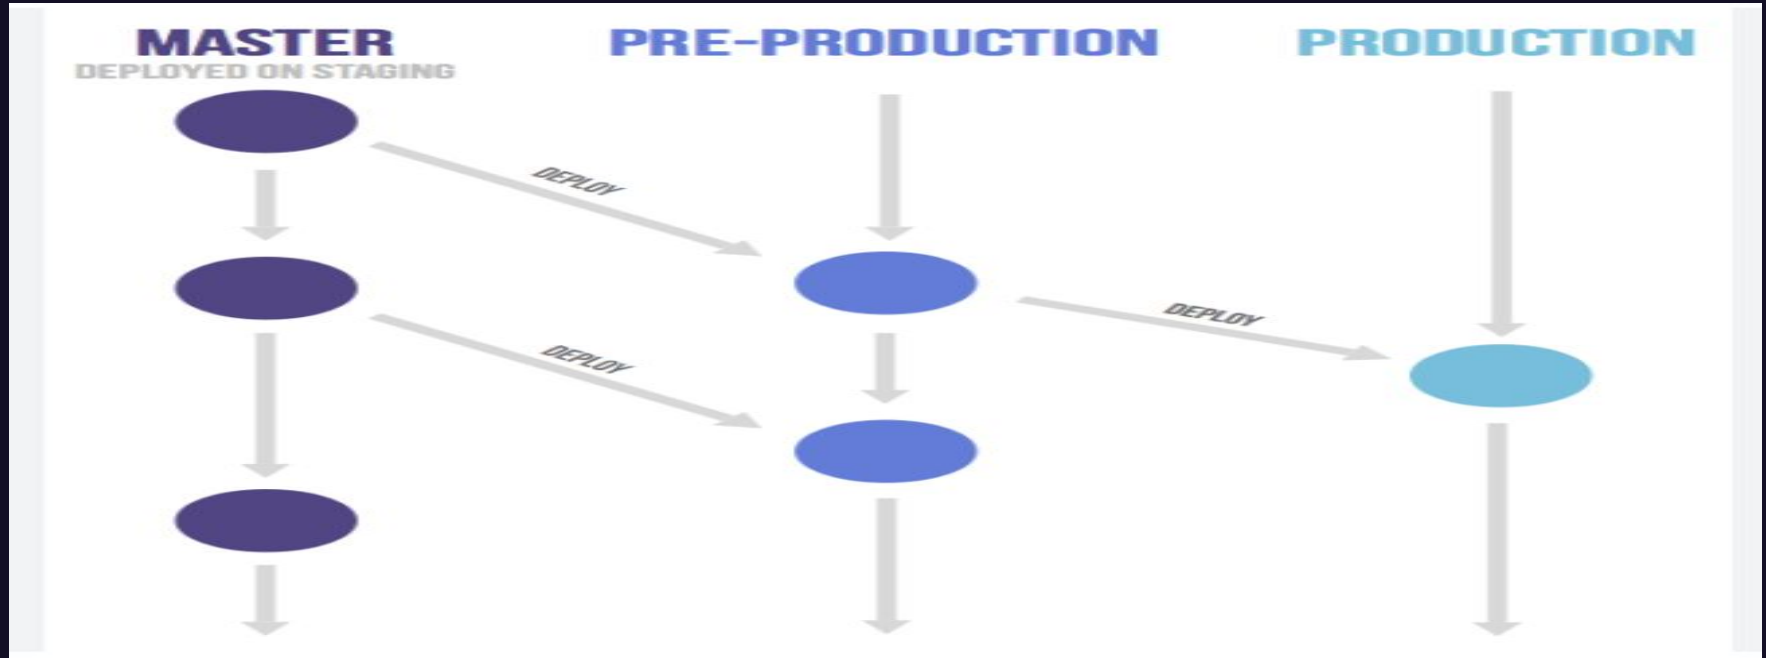 MASTER
DEPLOYED ON STAGING
PRE-PRODUCTION
PRODUCTION
DEPLOY
DEPLOY
DEPLOY